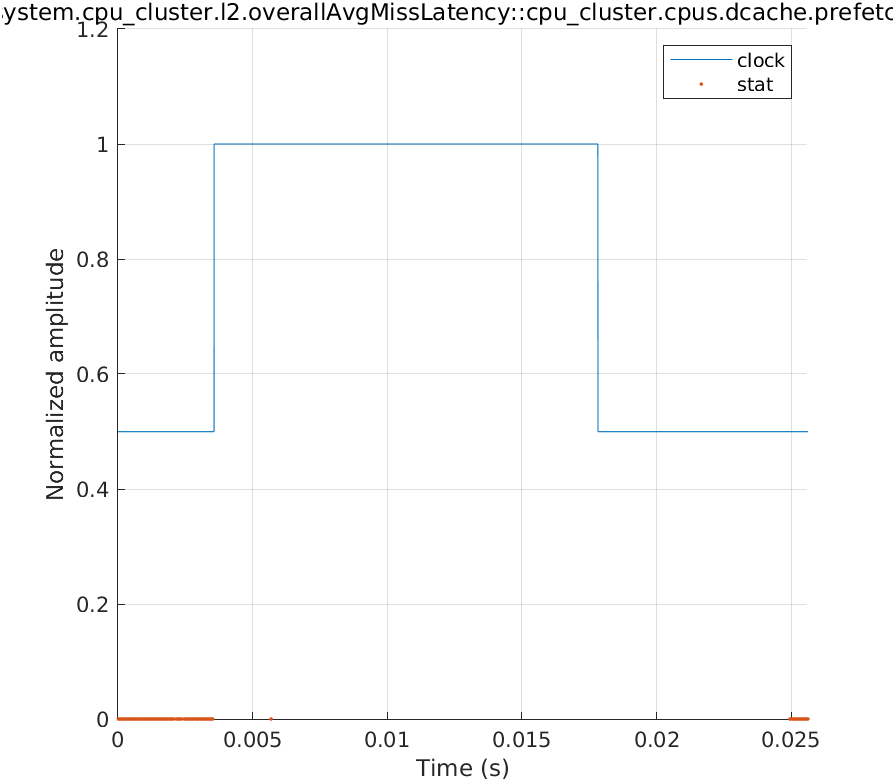 ystem.cpu_cluster.l2.overallAvgMissLatency::cpu_cluster.cpus.dcache.prefetc
1.2
clock
stat
1
0.8
Normalized amplitude
0.6
0.4
0.2
0
0 0.005 0.01 0.015 0.02 0.025
Time (s)